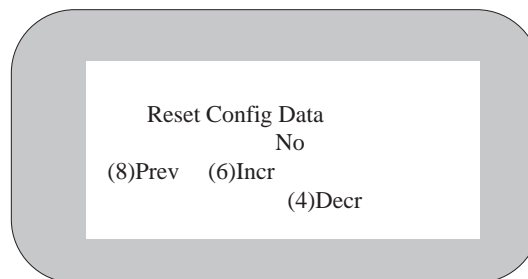 Reset Config Data
No
(8)Prev (6)Incr
(4)Decr